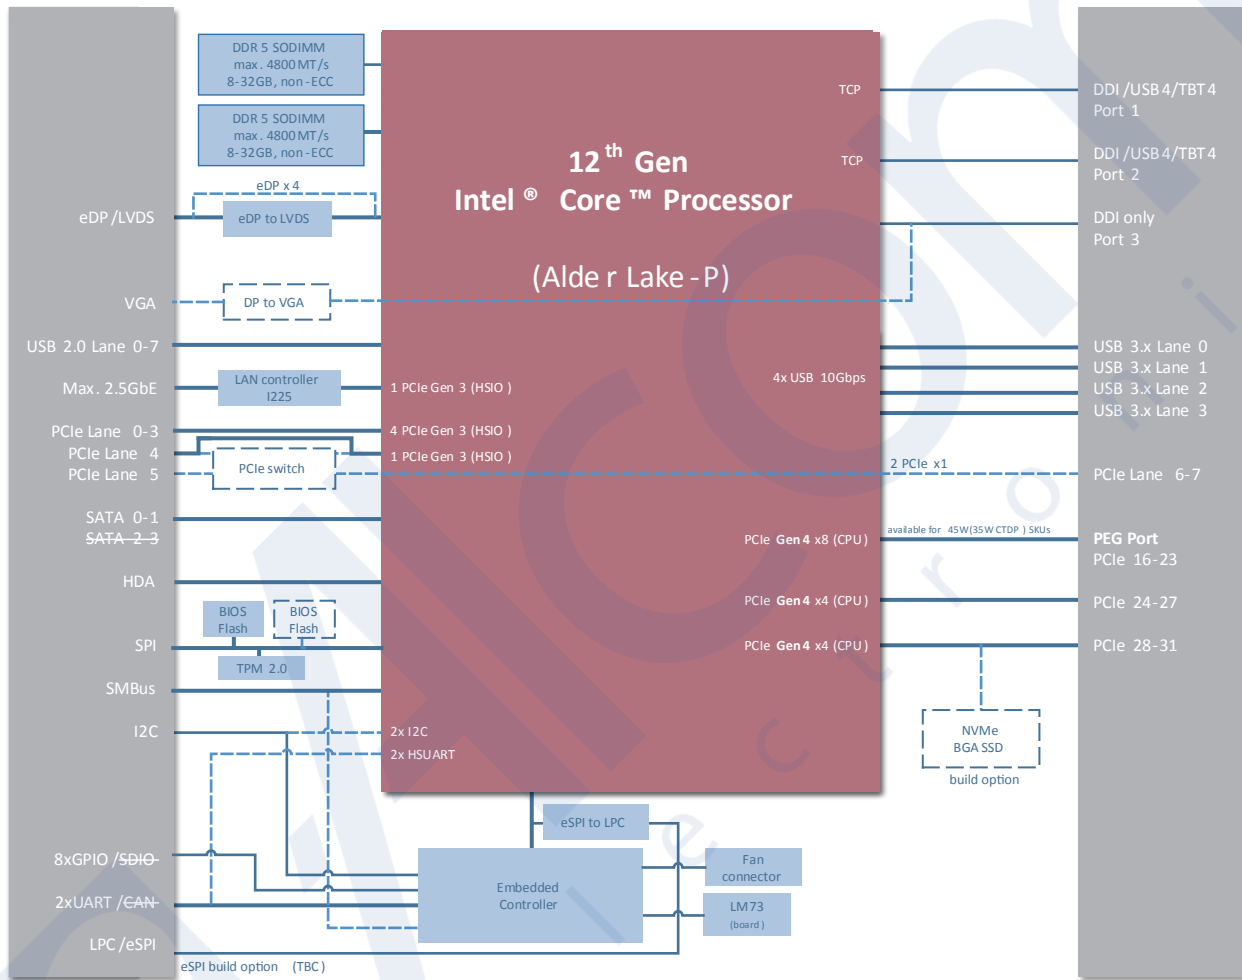 DDR 5 SODIMM
max. 4800MT/s
8-32GB, non-ECC
DDR 5 SODIMM
max. 4800MT/s
8-32GB, non-ECC
eDP x 4
eDP/LVDS
eDP to LVDS
VGA
DP to VGA
USB 2.0 Lane 0-7
Max. 2.5GbE
LAN controller
I225
1 PCIe Gen 3 (HSIO)
PCIe Lane 0-3
4 PCIe Gen 3 (HSIO)
PCIe Lane 4
1 PCIe Gen 3 (HSIO)
PCIe Lane 5
PCIe switch
SATA 0-1
SATA 2-3
HDA
BIOS
Flash
BIOS
Flash
SPI
TPM 2.0
SMBus
I2C
2x I2C
2x HSUART
12th Gen
Intel® Core™ Processor
(Alder Lake-P)
TCP
DDI/USB4/TBT4
Port 1
TCP
DDI/USB4/TBT4
Port 2
DDI only
Port 3
4x USB 10Gbps
USB 3.x Lane 0
USB 3.x Lane 1
USB 3.x Lane 2
USB 3.x Lane 3
2 PCIe x1
PCIe Lane 6-7
available for 45W(35W CTDP) SKUs
PCIe Gen4 x8 (CPU)
PEG Port
PCIe 16-23
PCIe Gen4 x4 (CPU)
PCIe 24-27
PCIe Gen4 x4 (CPU)
PCIe 28-31
NVMe
BGA SSD
build option
eSPI to LPC
8xGPIO/SDIO
2xUART/CAN
LPC/eSPI
Embedded
Controller
Fan
connector
LM73
(board)
eSPI build option (TBC)